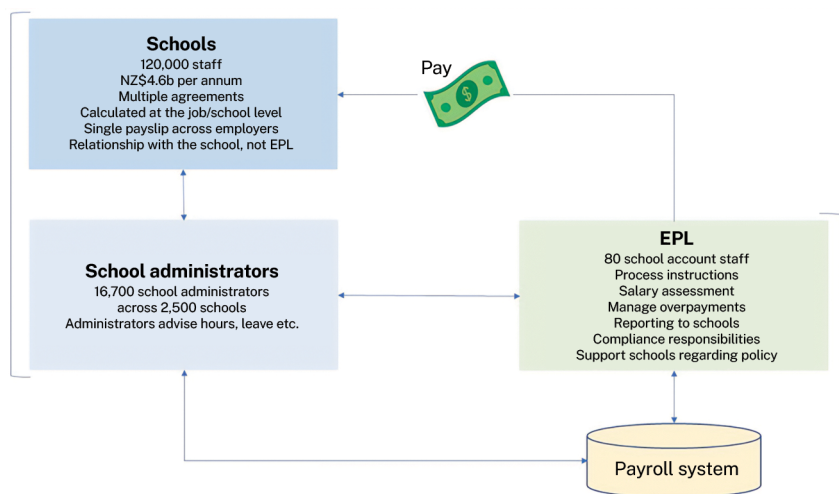 Schools
120,000 staff
NZ$4.6b per annum
Multiple agreements
Calculated at the job/school level
Single payslip across employers
Relationship with the school, not EPL
Pay
$
School administrators
16,700 school administrators
across 2,500 schools
Administrators advise hours, leave etc.
EPL
80 school account staff
Process instructions
Salary assessment
Manage overpayments
Reporting to schools
Compliance responsibilities
Support schools regarding policy
Payroll system